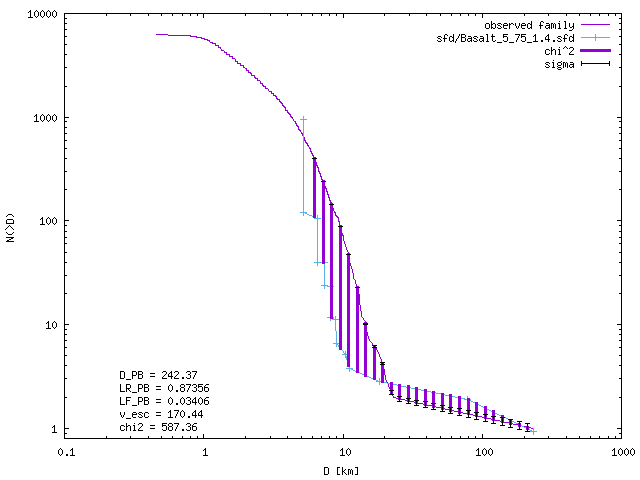 10000
1000
100
10
1
N(>D)
observed family
sfd/Basalt_5_75_1.4.sfd
chi^2
sigma
D_PB = 242.37
LR_PB = 0.87356
LF_PB = 0.03406
v_esc = 170.44
chi2 = 587.36
0.1 1 10 100 1000
D [km]